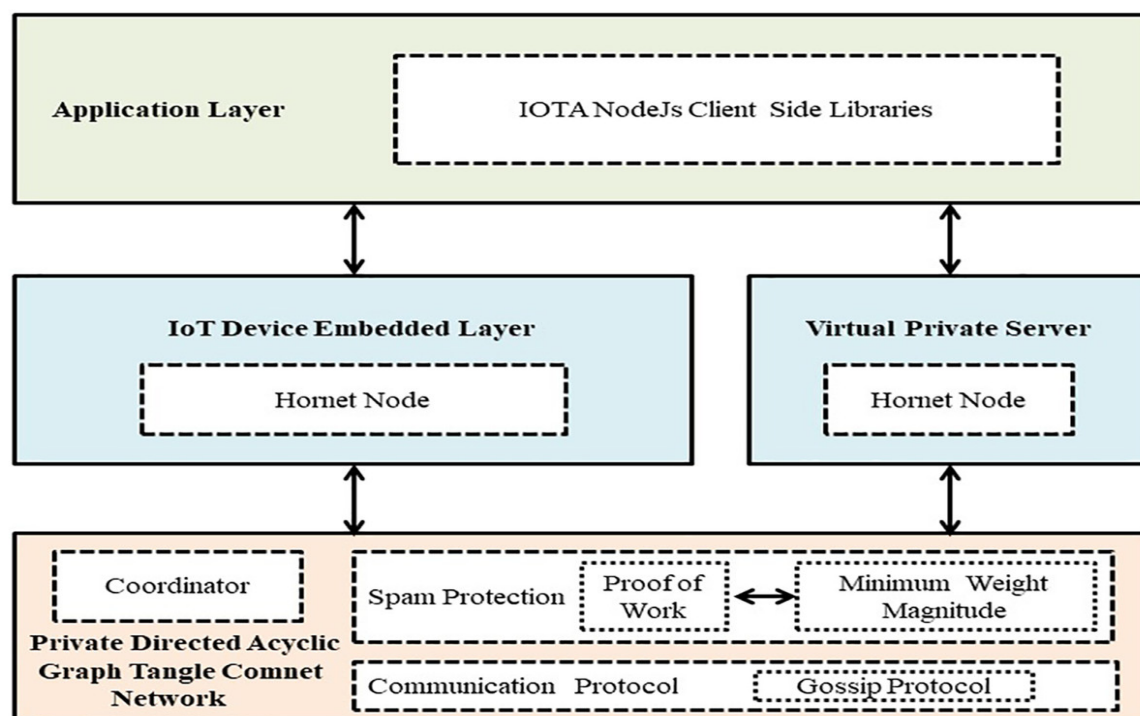 Application Layer
IOTA NodeJs Client Side Libraries
IoT Device Embedded Layer
Hornet Node
Virtual Private Server
Hornet Node
Coordinator
Private Directed Acyclic
Graph Tangle Comnet
Network
Spam Protection
Proof of
Work
Minimum Weight
Magnitude
Communication Protocol
Gossip Protocol